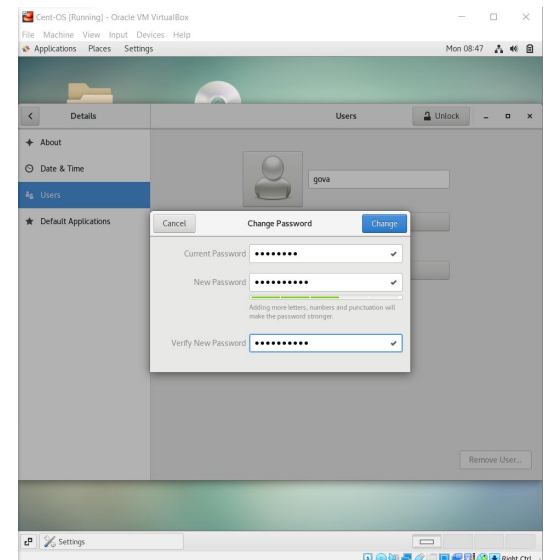 Cent-OS [Running] - Oracle VM VirtualBox
File Machine View Input Devices Help
Applications Places Settings Mon 08:47
Details Users Unlock
About
Date & Time
gova
Users
Default Applications
Cancel Change Password Change
Current Password ••••••••
New Password ••••••••••
Adding more letters, numbers and punctuation will
make the password stronger.
Verify New Password ••••••••••
Remove User...
Settings
Right Ctrl